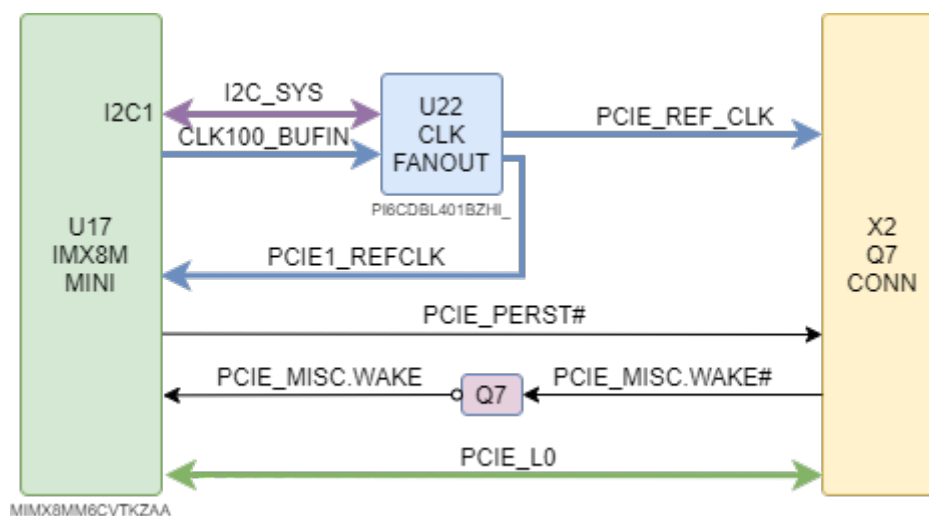 I2C_SYS
I2C1
CLK100_BUFIN
U22
CLK
FANOUT
PI6CDBL401BZHI_
PCIE_REF_CLK
U17
IMX8M
MINI
PCIE1_REFCLK
X2
Q7
CONN
PCIE_PERST#
PCIE_MISC.WAKE
Q7
PCIE_MISC.WAKE#
PCIE_L0
MIMX8MM6CVTKZAA